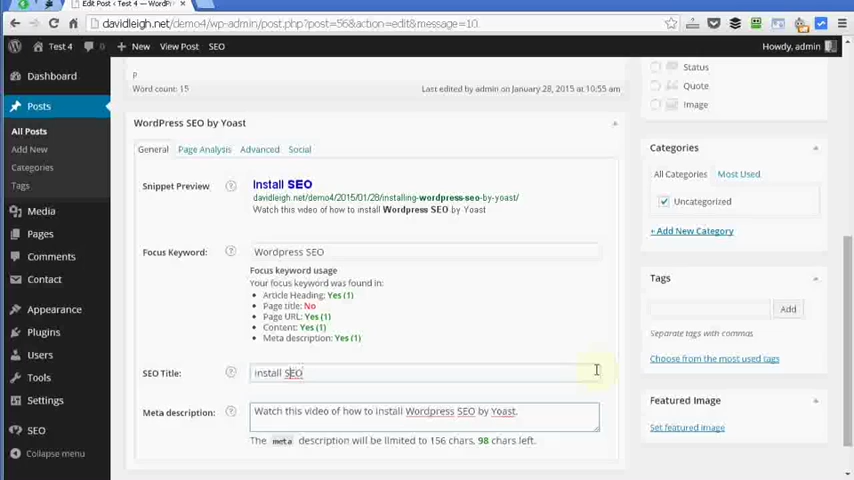 Edit Post ‹ Test 4 — WordPr
davidleigh.net/demo4/wp-admin/post.php?post=56&action=edit&message=10
Test 4 0 + New View Post SEO Howdy, admin
Dashboard
Posts
All Posts
Add New
Categories
Tags
Media
Pages
Comments
Contact
Appearance
Plugins
Users
Tools
Settings
SEO
Collapse menu
p
Word count: 15 Last edited by admin on January 28, 2015 at 10:55 am
WordPress SEO by Yoast
General Page Analysis Advanced Social
Snippet Preview
Install SEO
davidleigh.net/demo4/2015/01/28/installing-wordpress-seo-by-yoast/
Watch this video of how to install Wordpress SEO by Yoast
Focus Keyword: Wordpress SEO
Focus keyword usage
Your focus keyword was found in:
Article Heading: Yes (1)
Page title: No
Page URL: Yes (1)
Content: Yes (1)
Meta description: Yes (1)
SEO Title: Install SEO
Meta description: Watch this video of how to install Wordpress SEO by Yoast.
The meta description will be limited to 156 chars, 98 chars left.
Status
Quote
Image
Categories
All Categories Most Used
Uncategorized
+ Add New Category
Tags
Add
Separate tags with commas
Choose from the most used tags
Featured Image
Set featured image